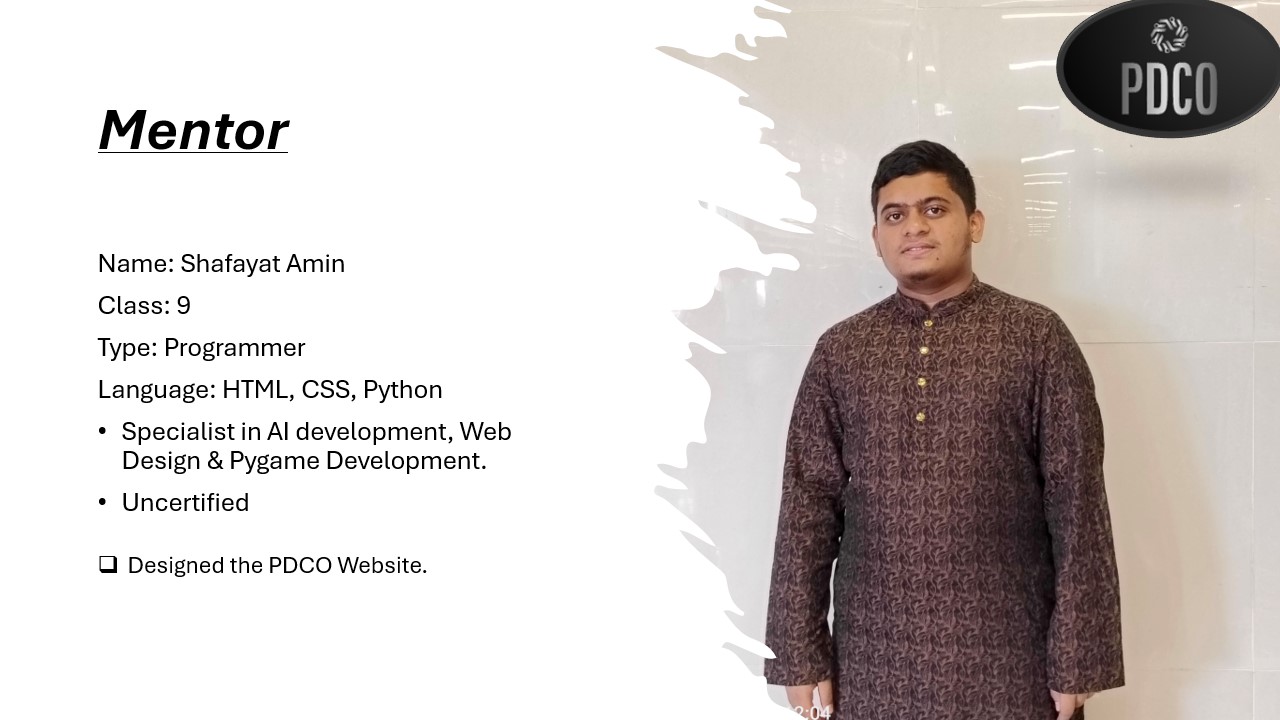 PDCO
Mentor
Name: Shafayat Amin
Class: 9
Type: Programmer
Language: HTML, CSS, Python
• Specialist in AI development, Web
Design & Pygame Development.
• Uncertified
❑ Designed the PDCO Website.
2:04